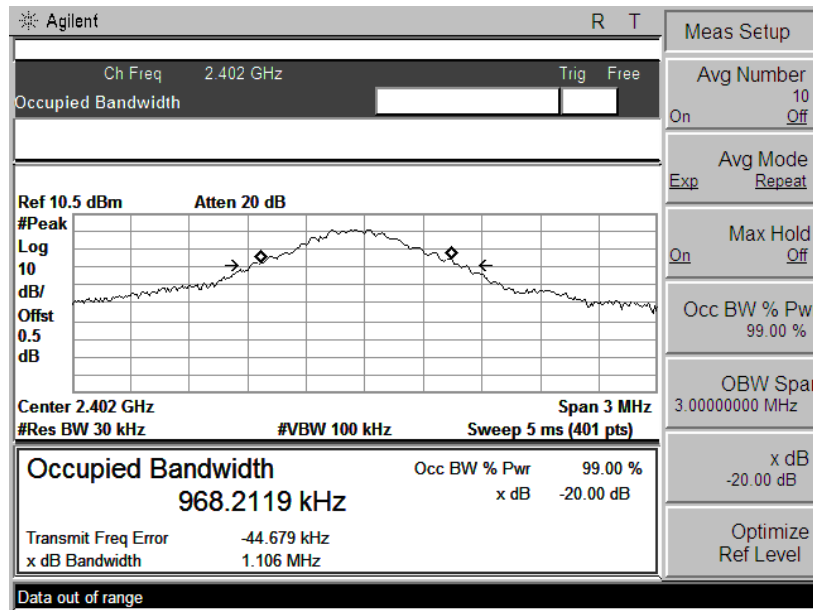 Agilent R T
Meas Setup
Ch Freq 2.402 GHz Trig Free
Occupied Bandwidth
Avg Number
10
On Off
Avg Mode
Exp Repeat
Max Hold
On Off
Occ BW % Pw
99.00 %
OBW Spa
3.00000000 MHz
x dB
-20.00 dB
Optimize
Ref Level
Ref 10.5 dBm Atten 20 dB
#Peak
Log
10
dB/
Offst
0.5
dB
Center 2.402 GHz Span 3 MHz
#Res BW 30 kHz #VBW 100 kHz Sweep 5 ms (401 pts)
Occupied Bandwidth Occ BW % Pwr 99.00 %
968.2119 kHz x dB -20.00 dB
Transmit Freq Error -44.679 kHz
x dB Bandwidth 1.106 MHz
Data out of range